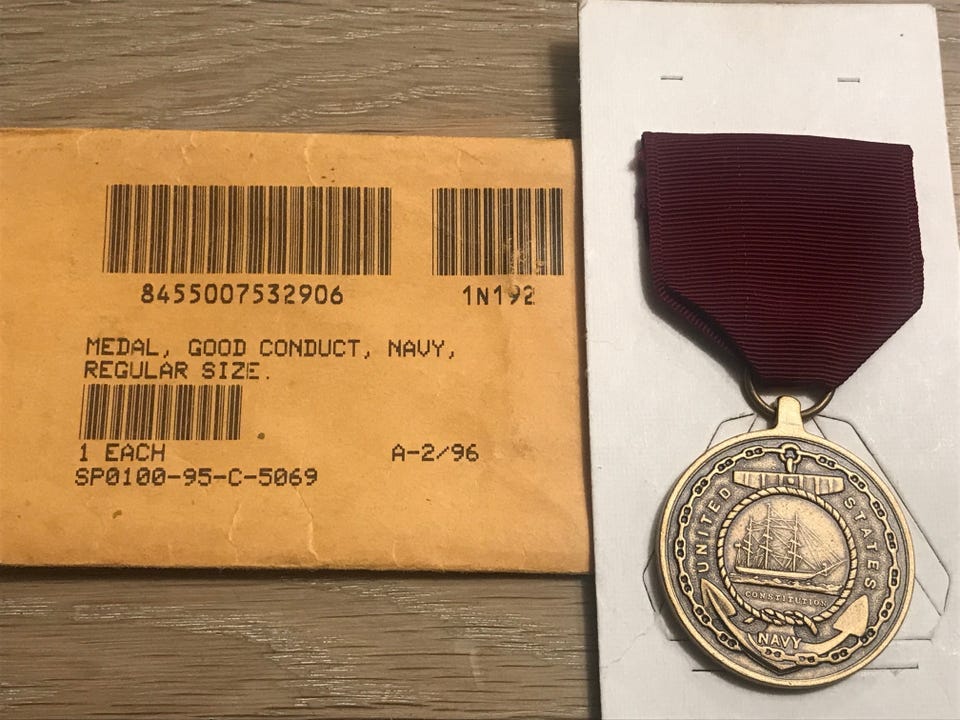 8455007532906 1N192
MEDAL, GOOD CONDUCT, NAVY,
REGULAR SIZE.
1 EACH A-2/96
SP0100-95-C-5069
UNITED STATES
CONSTITUTION
NAVY